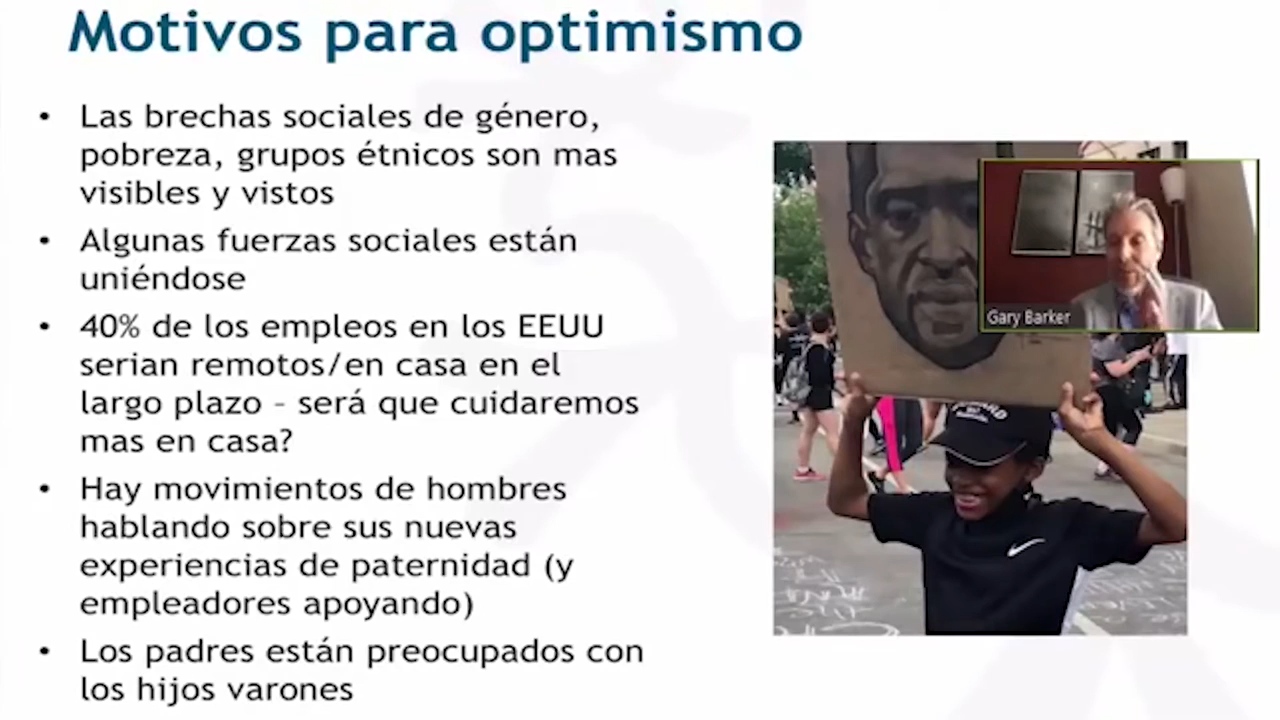 Motivos para optimismo
• Las brechas sociales de género,
pobreza, grupos étnicos son mas
visibles y vistos
• Algunas fuerzas sociales están
uniéndose
• 40% de los empleos en los EEUU
serian remotos/en casa en el
largo plazo – será que cuidaremos
mas en casa?
• Hay movimientos de hombres
hablando sobre sus nuevas
experiencias de paternidad (y
empleadores apoyando)
• Los padres están preocupados con
los hijos varones
Gary Barker